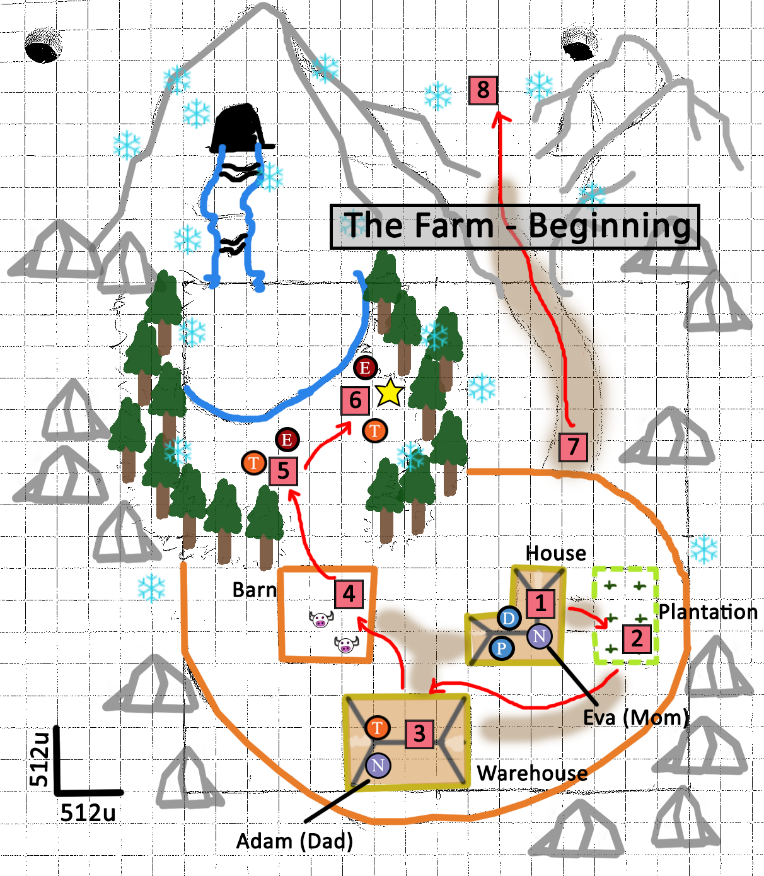 8
The Farm - Beginning
E
6
T
7
E
T
5
House
Barn
4
1
D
Plantation
N
2
P
Eva (Mom)
T
3
512u
N
Warehouse
512u
Adam (Dad)